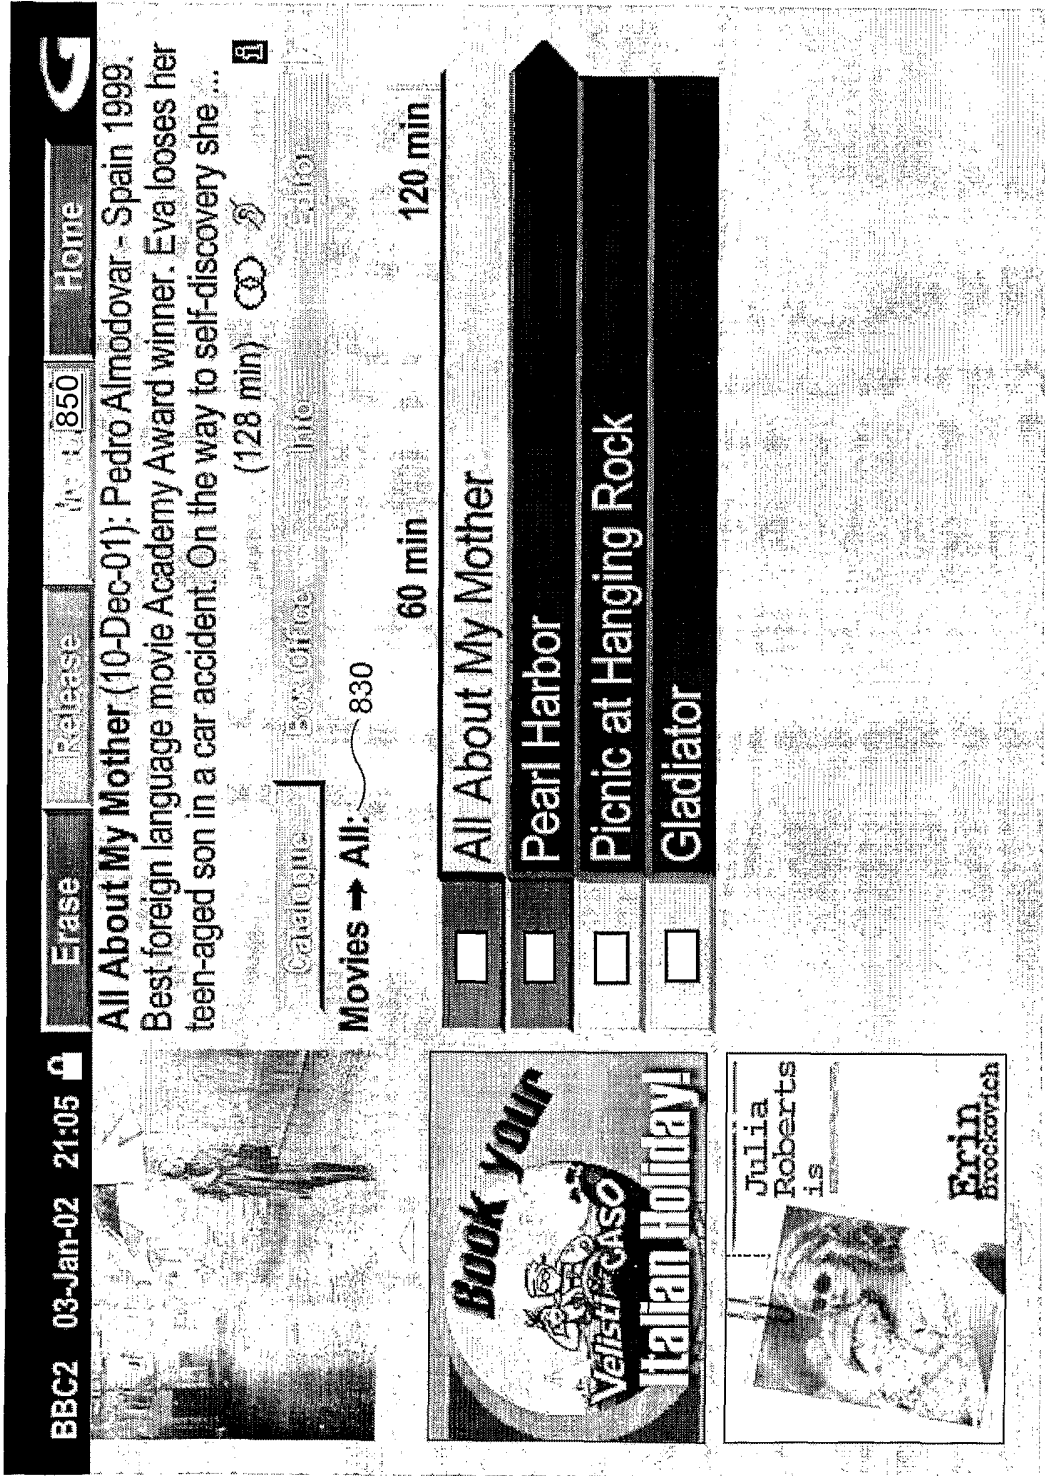 BBC2 03-Jan-02 21:05
Erase Release Menu 850 Home
All About My Mother (10-Dec-01): Pedro Almodovar - Spain 1999.
Best foreign language movie Academy Award winner. Eva looses her
teen-aged son in a car accident. On the way to self-discovery she ...
(128 min) i
Catalogue Box Office Info
Movies ➡ All: 830
60 min 120 min
All About My Mother
Pearl Harbor
Picnic at Hanging Rock
Gladiator
Book your
Velisti GASO
Italian Holiday!
Julia
Roberts
is
Erin
Brockovich